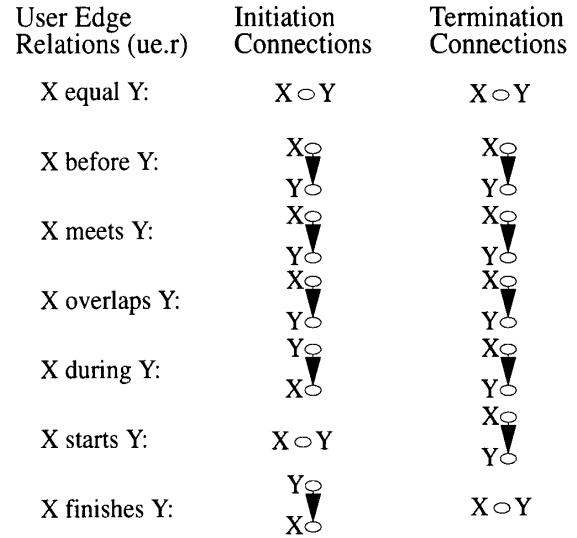 User Edge Initiation Termination
Relations (ue.r) Connections Connections
X equal Y: X Y X Y
X X
X before Y:
Y Y
X X
X meets Y:
Y Y
X X
X overlaps Y:
Y Y
Y X
X during Y:
X Y
X
X starts Y: X Y
Y
Y
X finishes Y: X Y
X